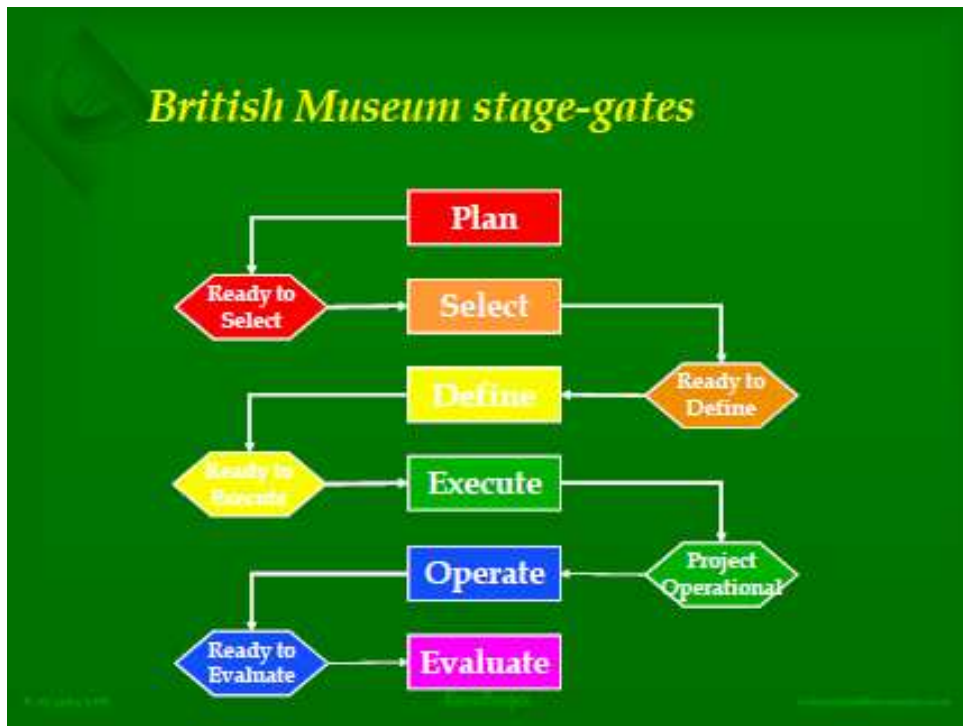 British Museum stage-gates
Plan
Ready to
Select
Select
Ready to
Define
Define
Ready to
Execute
Execute
Project
Operational
Operate
Ready to
Evaluate
Evaluate